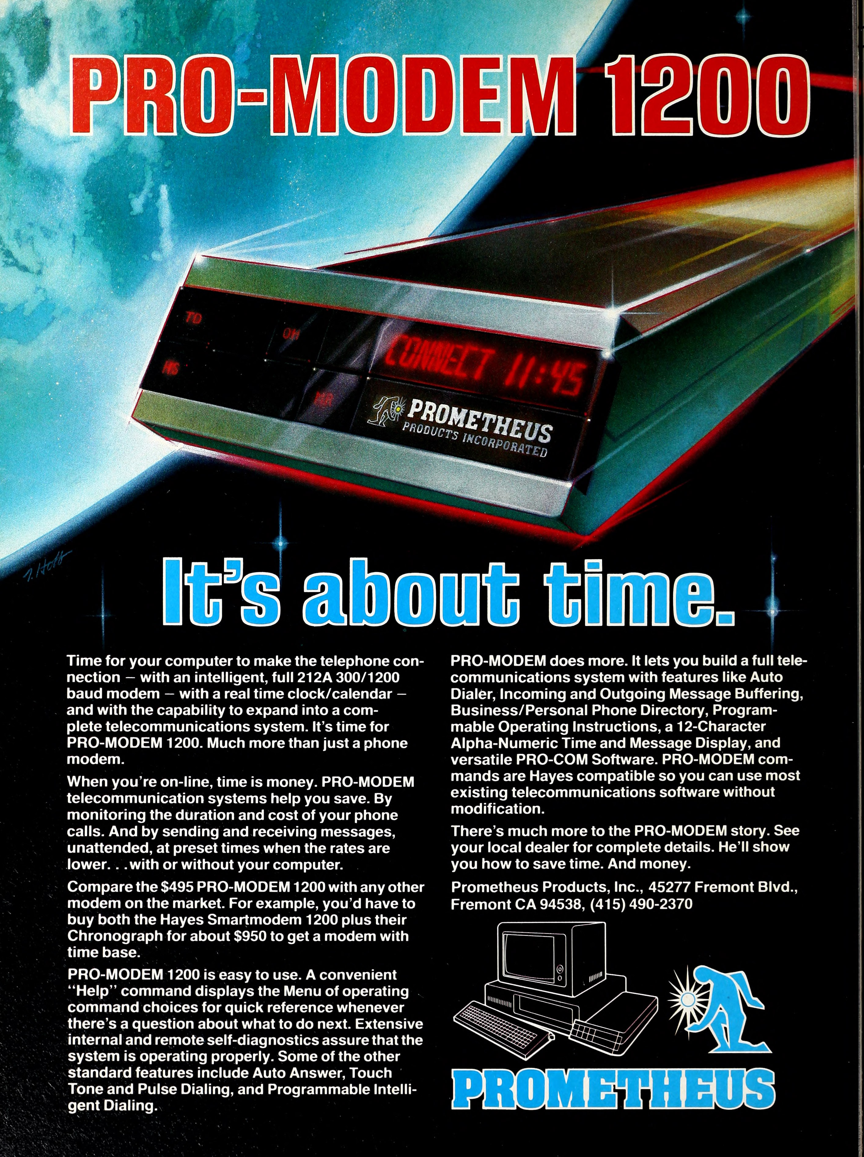 PRO-MODEM 1200
TD
OH
CONNECT 11:45
HS
MR
PROMETHEUS
PRODUCTS INCORPORATED
It's about time.
Time for your computer to make the telephone con-
nection — with an intelligent, full 212A 300/1200
baud modem — with a real time clock/calendar —
and with the capability to expand into a com-
plete telecommunications system. It's time for
PRO-MODEM 1200. Much more than just a phone
modem.
When you're on-line, time is money. PRO-MODEM
telecommunication systems help you save. By
monitoring the duration and cost of your phone
calls. And by sending and receiving messages,
unattended, at preset times when the rates are
lower. . .with or without your computer.
Compare the $495 PRO-MODEM 1200 with any other
modem on the market. For example, you'd have to
buy both the Hayes Smartmodem 1200 plus their
Chronograph for about $950 to get a modem with
time base.
PRO-MODEM 1200 is easy to use. A convenient
"Help" command displays the Menu of operating
command choices for quick reference whenever
there's a question about what to do next. Extensive
internal and remote self-diagnostics assure that the
system is operating properly. Some of the other
standard features include Auto Answer, Touch
Tone and Pulse Dialing, and Programmable Intelli-
gent Dialing.
PRO-MODEM does more. It lets you build a full tele-
communications system with features like Auto
Dialer, Incoming and Outgoing Message Buffering,
Business/Personal Phone Directory, Program-
mable Operating Instructions, a 12-Character
Alpha-Numeric Time and Message Display, and
versatile PRO-COM Software. PRO-MODEM com-
mands are Hayes compatible so you can use most
existing telecommunications software without
modification.
There's much more to the PRO-MODEM story. See
your local dealer for complete details. He'll show
you how to save time. And money.
Prometheus Products, Inc., 45277 Fremont Blvd.,
Fremont CA 94538, (415) 490-2370
PROMETHEUS